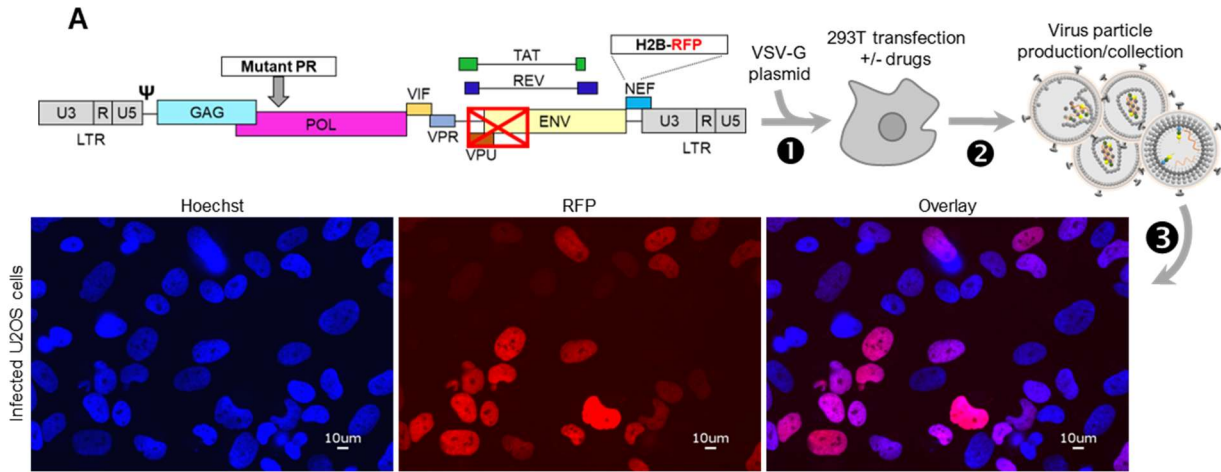 A
H2B-RFP
VSV-G
plasmid
293T transfection
+/- drugs
Virus particle
production/collection
Mutant PR
TAT
REV
NEF
Ψ
VIF
U3 R U5
GAG
POL
ENV
U3 R U5
LTR
VPR
VPU
LTR
1
2
Hoechst
RFP
Overlay
3
Infected U2OS cells
10um
10um
10um